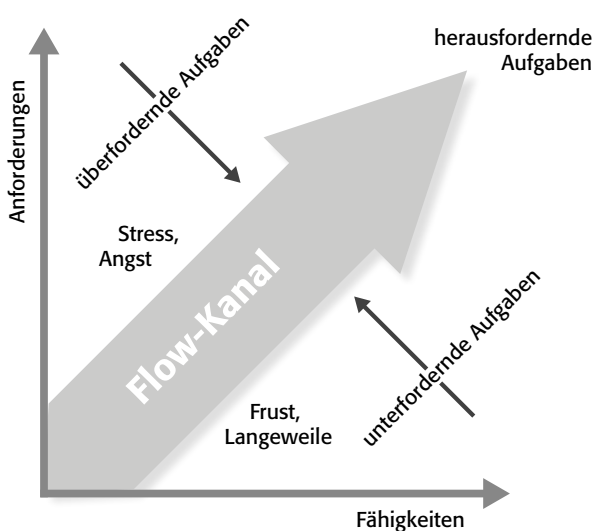 überfordernde Aufgaben
herausfordernde
Aufgaben
Anforderungen
Stress,
Angst
Flow-Kanal
unterfordernde Aufgaben
Frust,
Langeweile
Fähigkeiten